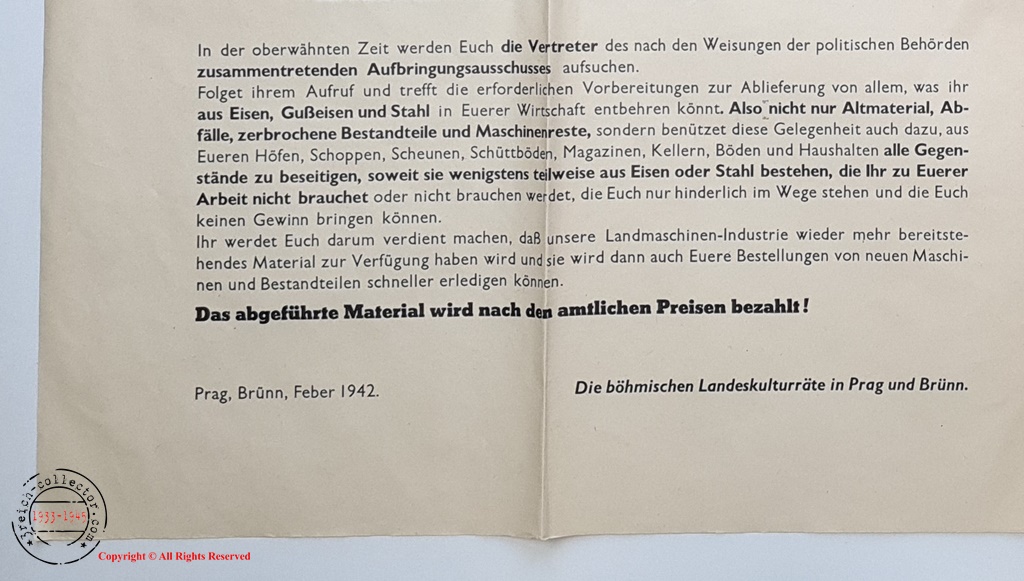 In der oberwähnten Zeit werden Euch die Vertreter des nach den Weisungen der politischen Behörden
zusammentretenden Aufbringungsausschusses aufsuchen.
Folget ihrem Aufruf und trefft die erforderlichen Vorbereitungen zur Ablieferung von allem, was ihr
aus Eisen, Gußeisen und Stahl in Euerer Wirtschaft entbehren könnt. Also nicht nur Altmaterial, Ab-
fälle, zerbrochene Bestandteile und Maschinenreste, sondern benützet diese Gelegenheit auch dazu, aus
Eueren Höfen, Schoppen, Scheunen, Schüttböden, Magazinen, Kellern, Böden und Haushalten alle Gegen-
stände zu beseitigen, soweit sie wenigstens teilweise aus Eisen oder Stahl bestehen, die Ihr zu Euerer
Arbeit nicht brauchet oder nicht brauchen werdet, die Euch nur hinderlich im Wege stehen und die Euch
keinen Gewinn bringen können.
Ihr werdet Euch darum verdient machen, daß unsere Landmaschinen-Industrie wieder mehr bereitste-
hendes Material zur Verfügung haben wird und sie wird dann auch Euere Bestellungen von neuen Maschi-
nen und Bestandteilen schneller erledigen können.
Das abgeführte Material wird nach den amtlichen Preisen bezahlt!
Prag, Brünn, Feber 1942.
Die böhmischen Landeskulturräte in Prag und Brünn.
3reich-collector.com
1933-1945
Copyright © All Rights Reserved